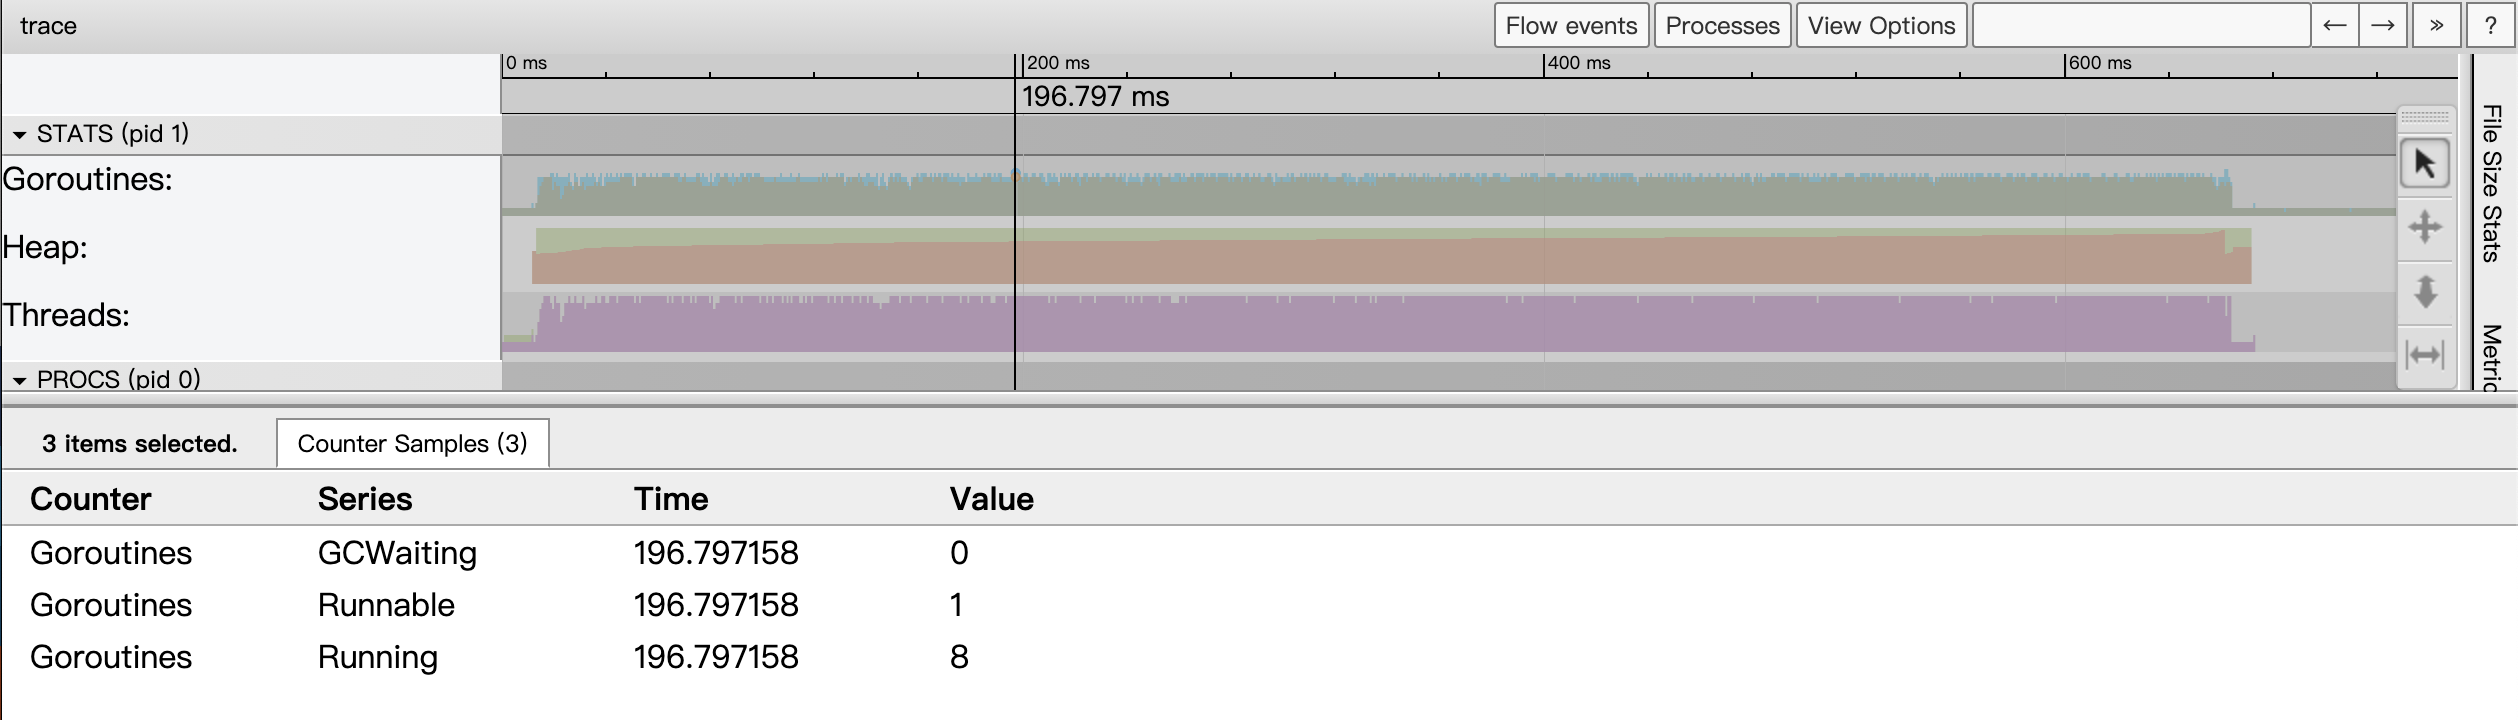 trace Flow events Processes View Options ← → » ?
0 ms 200 ms 400 ms 600 ms
196.797 ms
STATS (pid 1)
Goroutines:
Heap:
Threads:
PROCS (pid 0)
File Size Stats
Metric
3 items selected. Counter Samples (3)
Counter Series Time Value
Goroutines GCWaiting 196.797158 0
Goroutines Runnable 196.797158 1
Goroutines Running 196.797158 8